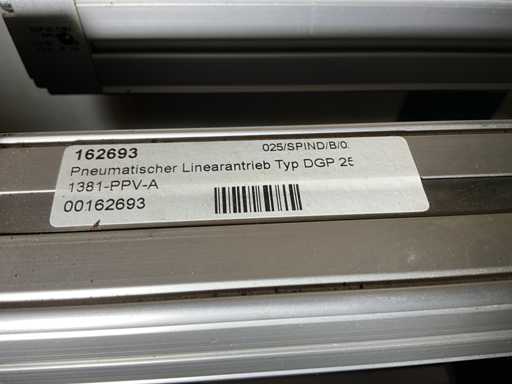 162693
025/SPIND/B/0
Pneumatischer Linearantrieb Typ DGP 25
1381-PPV-A
00162693